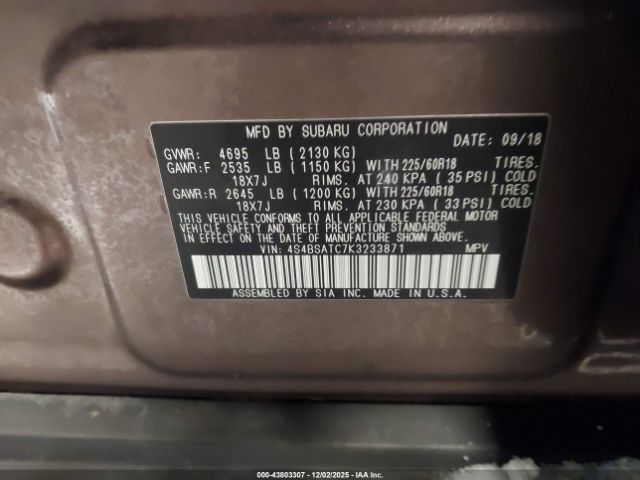 MFD BY SUBARU CORPORATION DATE: 09/18
GVWR: 4695 LB (2130 KG)
GAWR:F 2535 LB (1150 KG) WITH 225/60R18 TIRES.
18X7J RIMS. AT 240 KPA (35 PSI) COLD
GAWR:R 2645 LB (1200 KG) WITH 225/60R18 TIRES.
18X7J RIMS. AT 230 KPA (33 PSI) COLD
THIS VEHICLE CONFORMS TO ALL APPLICABLE FEDERAL MOTOR
VEHICLE SAFETY AND THEFT PREVENTION STANDARDS IN EFFECT
ON THE DATE OF MANUFACTURE SHOWN ABOVE.
VIN: 4S4BSATC7K3233871 MPV
ASSEMBLED BY SIA INC. MADE IN U.S.A.
000-43803307 - 12/02/2025 - IAAI.com